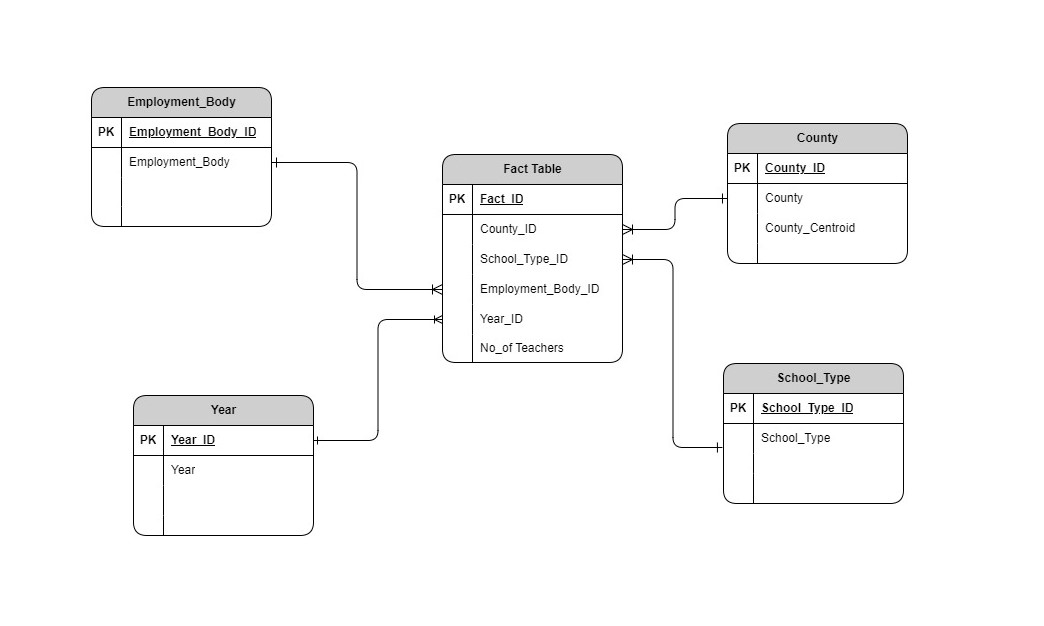 Employment_Body
PK Employment_Body_ID
Employment_Body
Fact Table
PK Fact_ID
County_ID
School_Type_ID
Employment_Body_ID
Year_ID
No_of Teachers
County
PK County_ID
County
County_Centroid
Year
PK Year_ID
Year
School_Type
PK School_Type_ID
School_Type